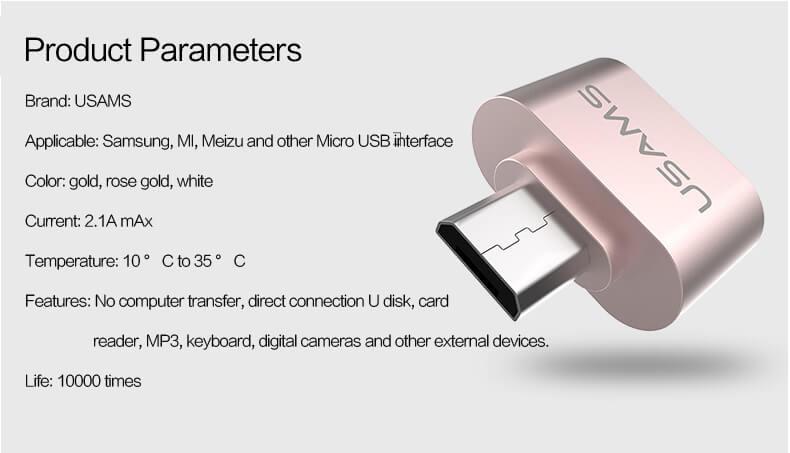 Product Parameters
Brand: USAMS
Applicable: Samsung, MI, Meizu and other Micro USB interface
Color: gold, rose gold, white
Current: 2.1A mAx
Temperature: 10 ° C to 35 ° C
Features: No computer transfer, direct connection U disk, card
reader, MP3, keyboard, digital cameras and other external devices.
Life: 10000 times
USAMS